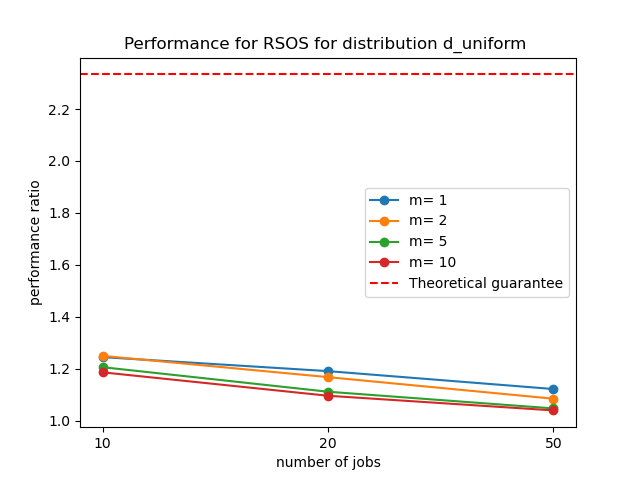 Performance for RSOS for distribution d_uniform
performance ratio
2.2
2.0
1.8
1.6
1.4
1.2
1.0
m= 1
m= 2
m= 5
m= 10
Theoretical guarantee
10
20
50
number of jobs